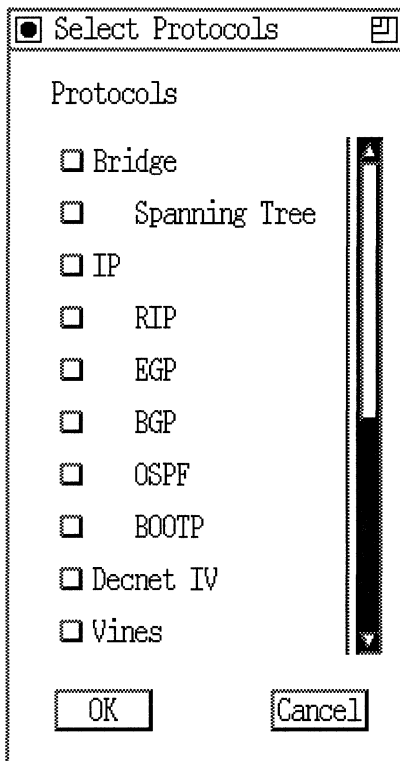 Select Protocols
Protocols
Bridge
Spanning Tree
IP
RIP
EGP
BGP
OSPF
BOOTP
Decnet IV
Vines
OK Cancel